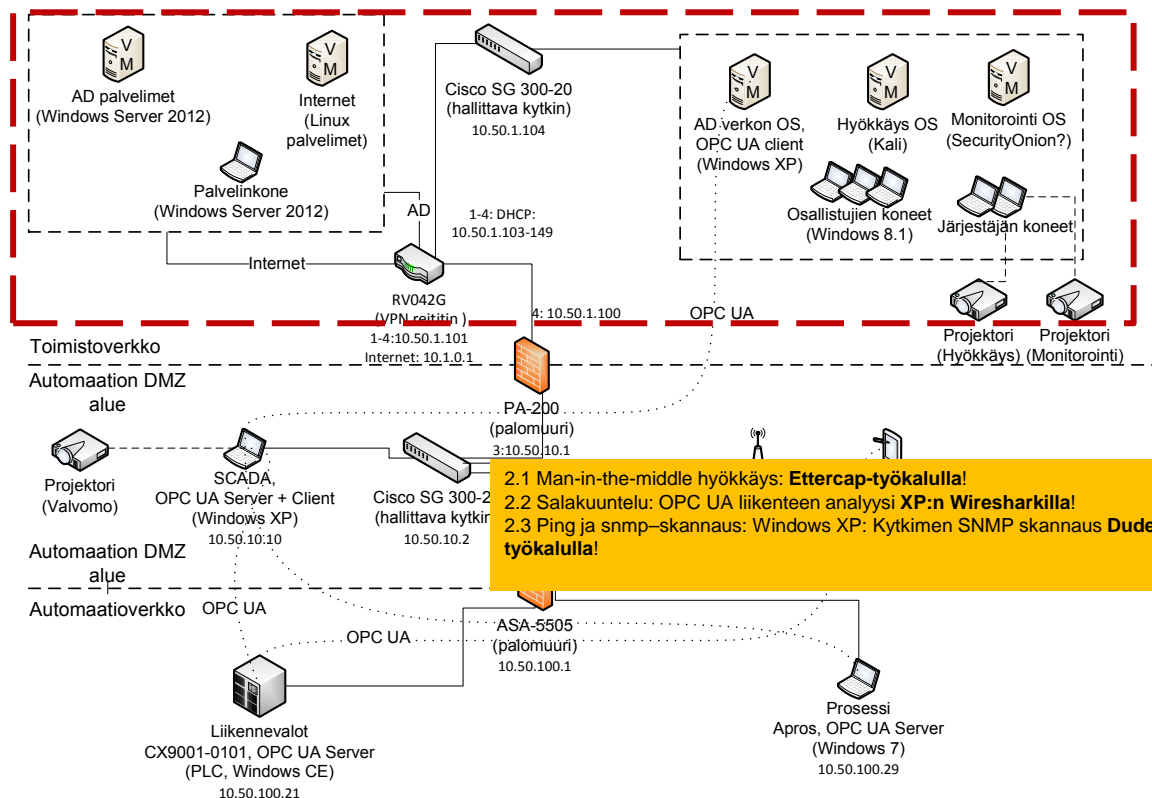 V
M
AD palvelimet
(Windows Server 2012)
V
M
Internet
(Linux
palvelimet)
Palvelinkone
(Windows Server 2012)
Cisco SG 300-20
(hallittava kytkin)
10.50.1.104
V
M
AD verkon OS,
OPC UA client
(Windows XP)
V
M
Hyökkäys OS
(Kali)
V
M
Monitorointi OS
(SecurityOnion?)
Osallistujien koneet
(Windows 8.1)
Järjestäjän koneet
AD
1-4: DHCP:
10.50.1.103-149
Internet
RV042G
(VPN reititin )
1-4:10.50.1.101
Internet: 10.1.0.1
4: 10.50.1.100
OPC UA
Projektori
(Hyökkäys)
Projektori
(Monitorointi)
Toimistoverkko
Automaation DMZ
alue
PA-200
(palomuuri)
3:10.50.10.1
Projektori
(Valvomo)
SCADA,
OPC UA Server + Client
(Windows XP)
10.50.10.10
Cisco SG 300-2
(hallittava kytkin
10.50.10.2
2.1 Man-in-the-middle hyökkäys: Ettercap-työkalulla!
2.2 Salakuuntelu: OPC UA liikenteen analyysi XP:n Wiresharkilla!
2.3 Ping ja snmp–skannaus: Windows XP: Kytkimen SNMP skannaus Dude
työkalulla!
Automaation DMZ
alue
Automaatioverkko
OPC UA
OPC UA
ASA-5505
(palomuuri)
10.50.100.1
Liikennevalot
CX9001-0101, OPC UA Server
(PLC, Windows CE)
10.50.100.21
Prosessi
Apros, OPC UA Server
(Windows 7)
10.50.100.29